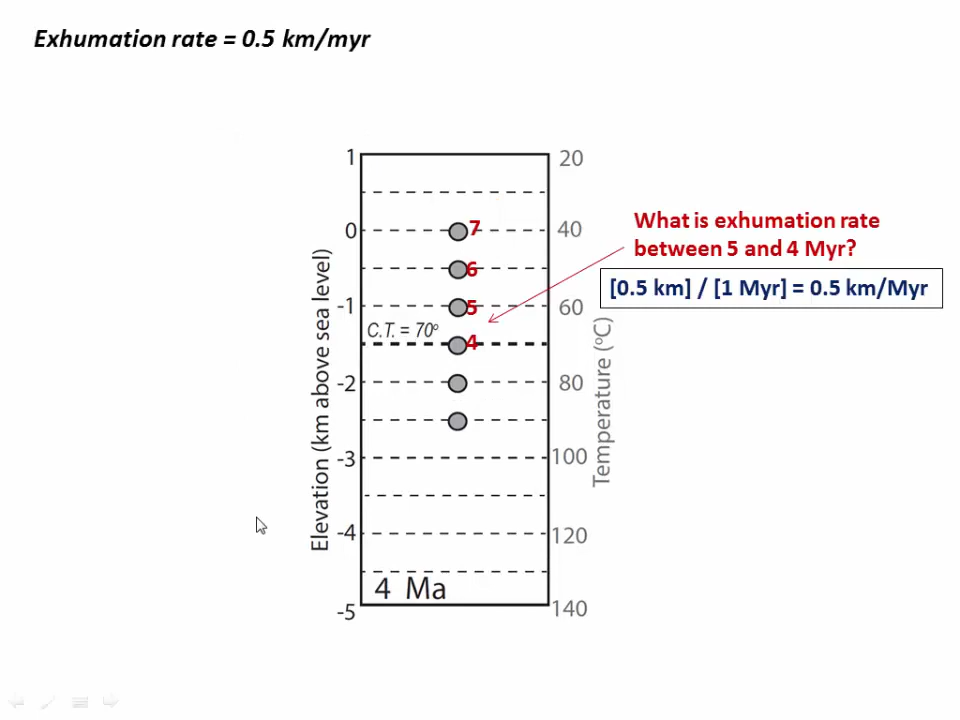 Exhumation rate = 0.5 km/myr
1
20
7
0
40
What is exhumation rate
between 5 and 4 Myr?
6
[0.5 km] / [1 Myr] = 0.5 km/Myr
5
-1
60
C.T. = 70º
4
-2
80
-3
100
-4
120
4 Ma
-5
140
Elevation (km above sea level)
Temperature (ºC)